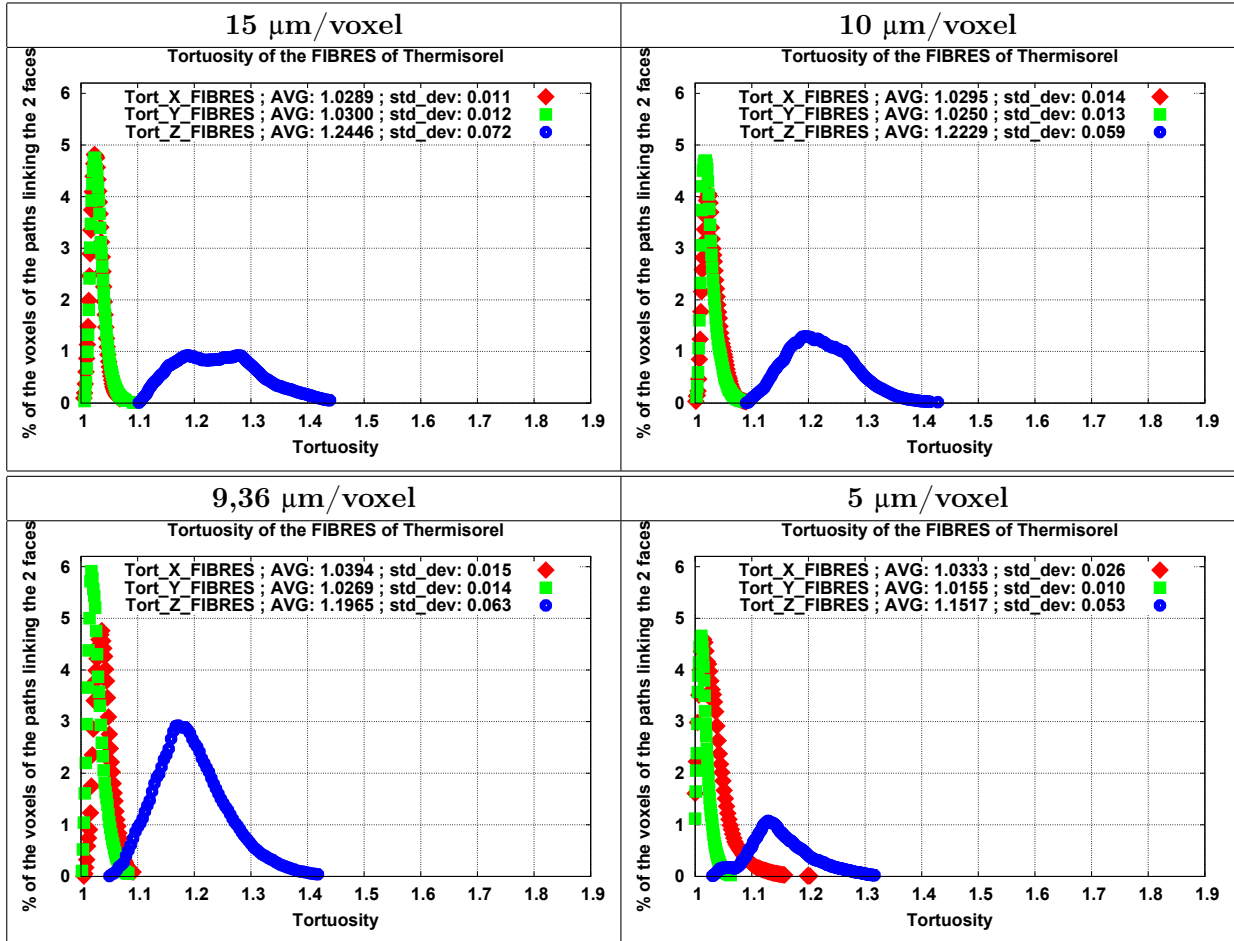 15 µm/voxel
Tortuosity of the FIBRES of Thermisorel
% of the voxels of the paths linking the 2 faces
Tort_X_FIBRES ; AVG: 1.0289 ; std_dev: 0.011
Tort_Y_FIBRES ; AVG: 1.0300 ; std_dev: 0.012
Tort_Z_FIBRES ; AVG: 1.2446 ; std_dev: 0.072
6
5
4
3
2
1
0
1 1.1 1.2 1.3 1.4 1.5 1.6 1.7 1.8 1.9
Tortuosity
10 µm/voxel
Tortuosity of the FIBRES of Thermisorel
% of the voxels of the paths linking the 2 faces
Tort_X_FIBRES ; AVG: 1.0295 ; std_dev: 0.014
Tort_Y_FIBRES ; AVG: 1.0250 ; std_dev: 0.013
Tort_Z_FIBRES ; AVG: 1.2229 ; std_dev: 0.059
6
5
4
3
2
1
0
1 1.1 1.2 1.3 1.4 1.5 1.6 1.7 1.8 1.9
Tortuosity
9,36 µm/voxel
Tortuosity of the FIBRES of Thermisorel
% of the voxels of the paths linking the 2 faces
Tort_X_FIBRES ; AVG: 1.0394 ; std_dev: 0.015
Tort_Y_FIBRES ; AVG: 1.0269 ; std_dev: 0.014
Tort_Z_FIBRES ; AVG: 1.1965 ; std_dev: 0.063
6
5
4
3
2
1
0
1 1.1 1.2 1.3 1.4 1.5 1.6 1.7 1.8 1.9
Tortuosity
5 µm/voxel
Tortuosity of the FIBRES of Thermisorel
% of the voxels of the paths linking the 2 faces
Tort_X_FIBRES ; AVG: 1.0333 ; std_dev: 0.026
Tort_Y_FIBRES ; AVG: 1.0155 ; std_dev: 0.010
Tort_Z_FIBRES ; AVG: 1.1517 ; std_dev: 0.053
6
5
4
3
2
1
0
1 1.1 1.2 1.3 1.4 1.5 1.6 1.7 1.8 1.9
Tortuosity